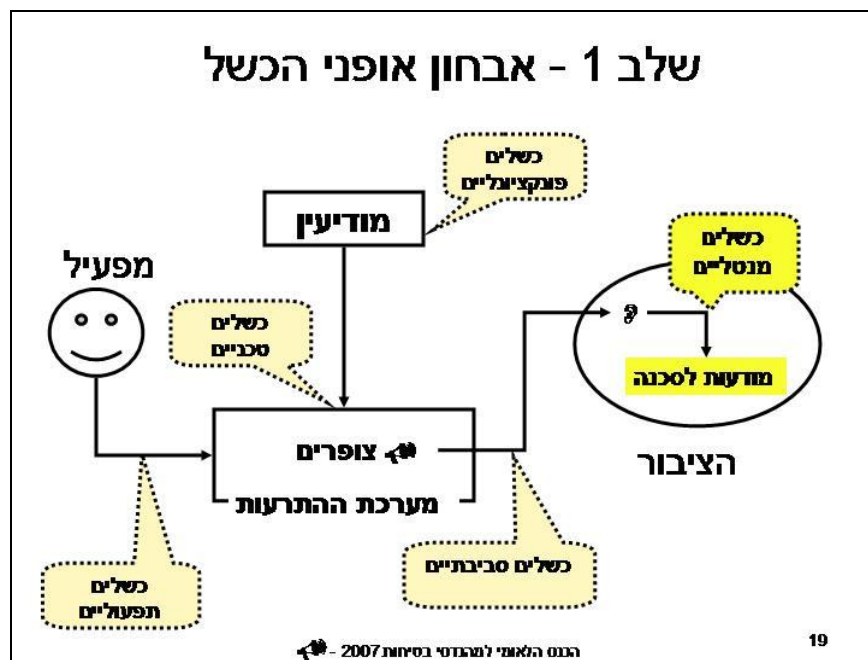 שלב 1 - אבחון אופני הכשל
כשלים
פונקציונליים
מודיעין
כשלים
מנטליים
מפעיל
כשלים
טכניים
מודעות לסכנה
הציבור
צופרים
מערכת ההתרעות
כשלים סביבתיים
כשלים
תפעוליים
הכנס הלאומי למהנדסי בטיחות 2007 -
19